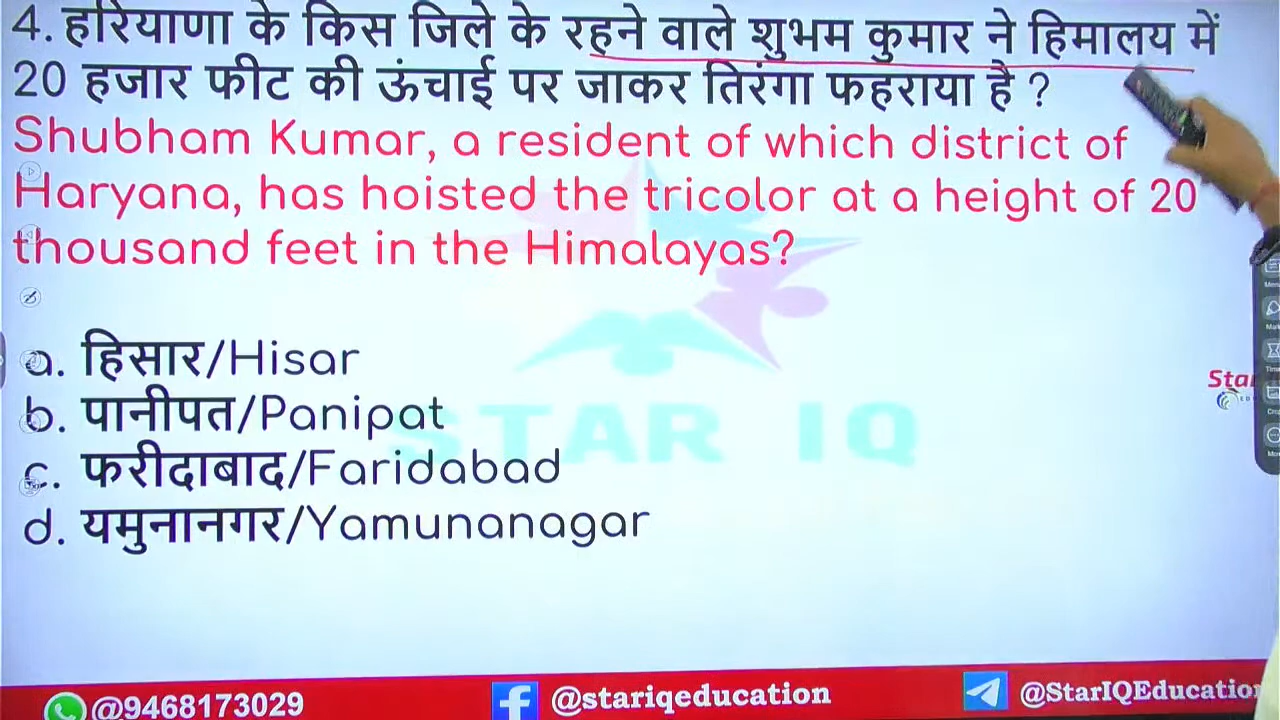 4. हरियाणा के किस जिले के रहने वाले शुभम कुमार ने हिमालय में
20 हजार फीट की ऊंचाई पर जाकर तिरंगा फहराया है ?
Shubham Kumar, a resident of which district of
Haryana, has hoisted the tricolor at a height of 20
thousand feet in the Himalayas?
a. हिसार/Hisar
b. पानीपत/Panipat
c. फरीदाबाद/Faridabad
d. यमुनानगर/Yamunanagar
STAR IQ
Star
@9468173029
@stariqeducation
@StarIQEducation